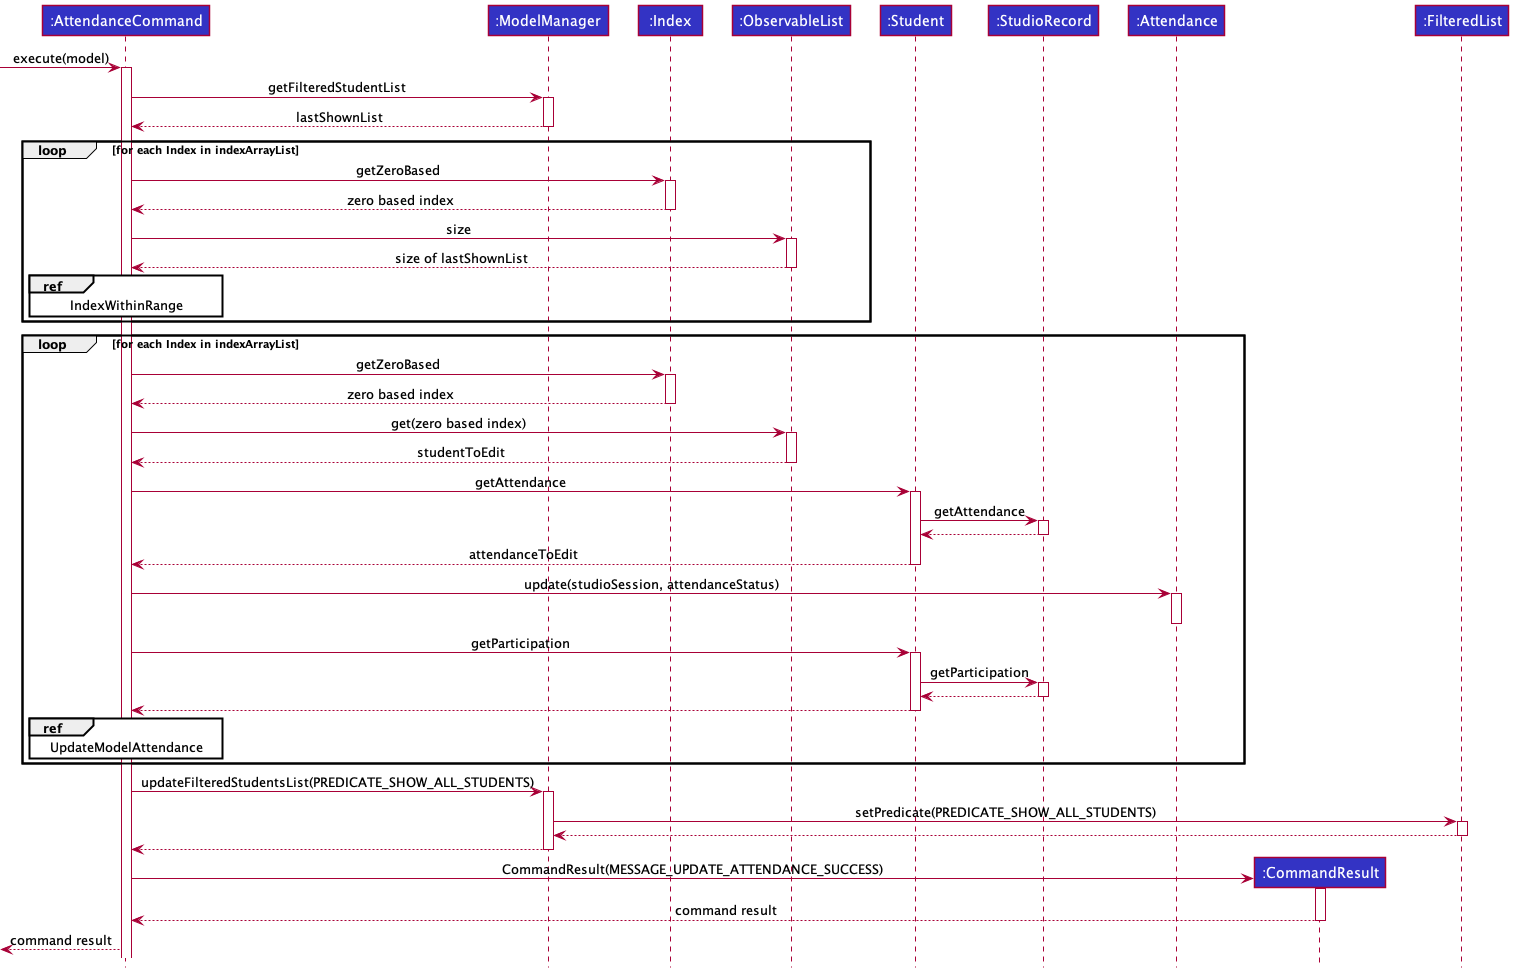 :AttendanceCommand :ModelManager :Index :ObservableList :Student :StudioRecord :Attendance :FilteredList
execute(model)
getFilteredStudentList
lastShownList
loop [for each Index in indexArrayList]
getZeroBased
zero based index
size
size of lastShownList
ref
IndexWithinRange
loop [for each Index in indexArrayList]
getZeroBased
zero based index
get(zero based index)
studentToEdit
getAttendance
getAttendance
attendanceToEdit
update(studioSession, attendanceStatus)
getParticipation
getParticipation
ref
UpdateModelAttendance
updateFilteredStudentsList(PREDICATE_SHOW_ALL_STUDENTS)
setPredicate(PREDICATE_SHOW_ALL_STUDENTS)
CommandResult(MESSAGE_UPDATE_ATTENDANCE_SUCCESS) :CommandResult
command result
command result